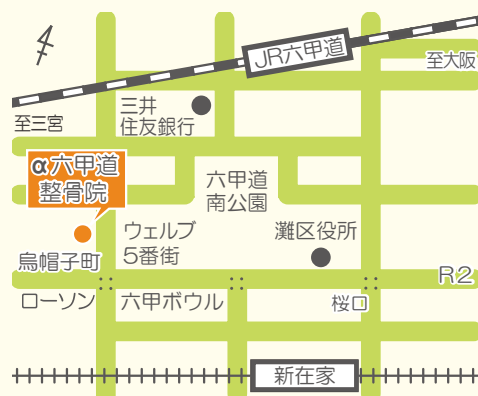 JR六甲道
至大阪
三井
住友銀行
至三宮
α六甲道
整骨院
六甲道
南公園
ウェルブ
5番街
灘区役所
烏帽子町
R2
ローソン
六甲ボウル
桜口
新在家